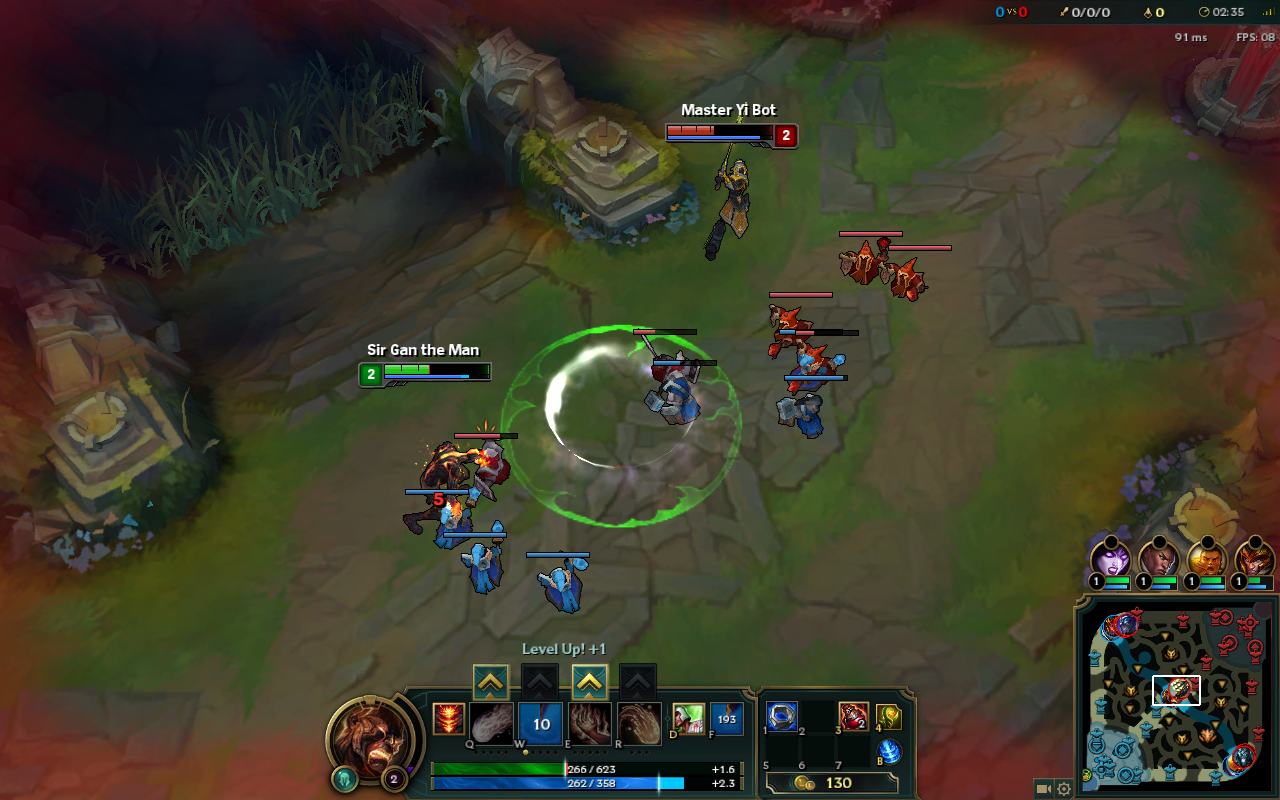 0 vs 0 0/0/0 0 02:35
91 ms FPS: 08
Master Yi Bot
2
Sir Gan the Man
2
5
1 1 1 1
Level Up! +1
10 2 193
Q W E R D F
1 2 3 4
5 6 7 B
2
266 / 623 +1.6
262 / 358 +2.3
130